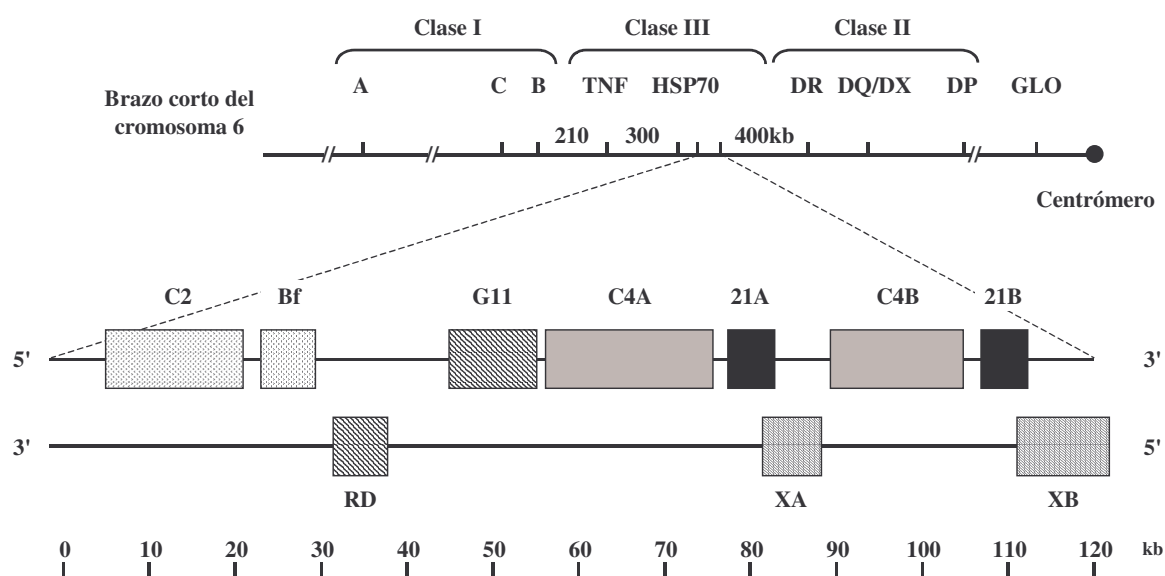 Clase I Clase III Clase II
A C B TNF HSP70 DR DQ/DX DP GLO
Brazo corto del
cromosoma 6
210 300 400kb
Centrómero
C2 Bf G11 C4A 21A C4B 21B
5' 3'
3' 5'
RD XA XB
0 10 20 30 40 50 60 70 80 90 100 110 120 kb